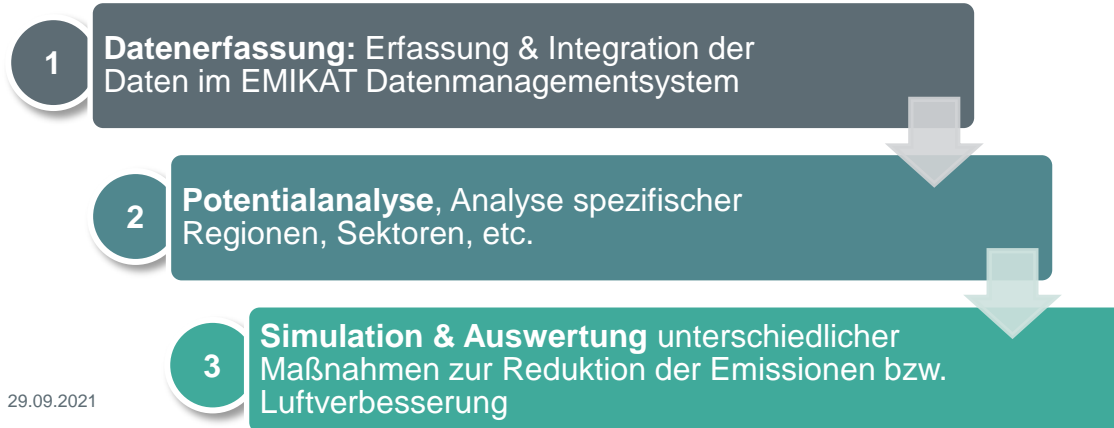 1
Datenerfassung: Erfassung & Integration der
Daten im EMIKAT Datenmanagementsystem
2
Potentialanalyse, Analyse spezifischer
Regionen, Sektoren, etc.
3
Simulation & Auswertung unterschiedlicher
Maßnahmen zur Reduktion der Emissionen bzw.
Luftverbesserung
29.09.2021